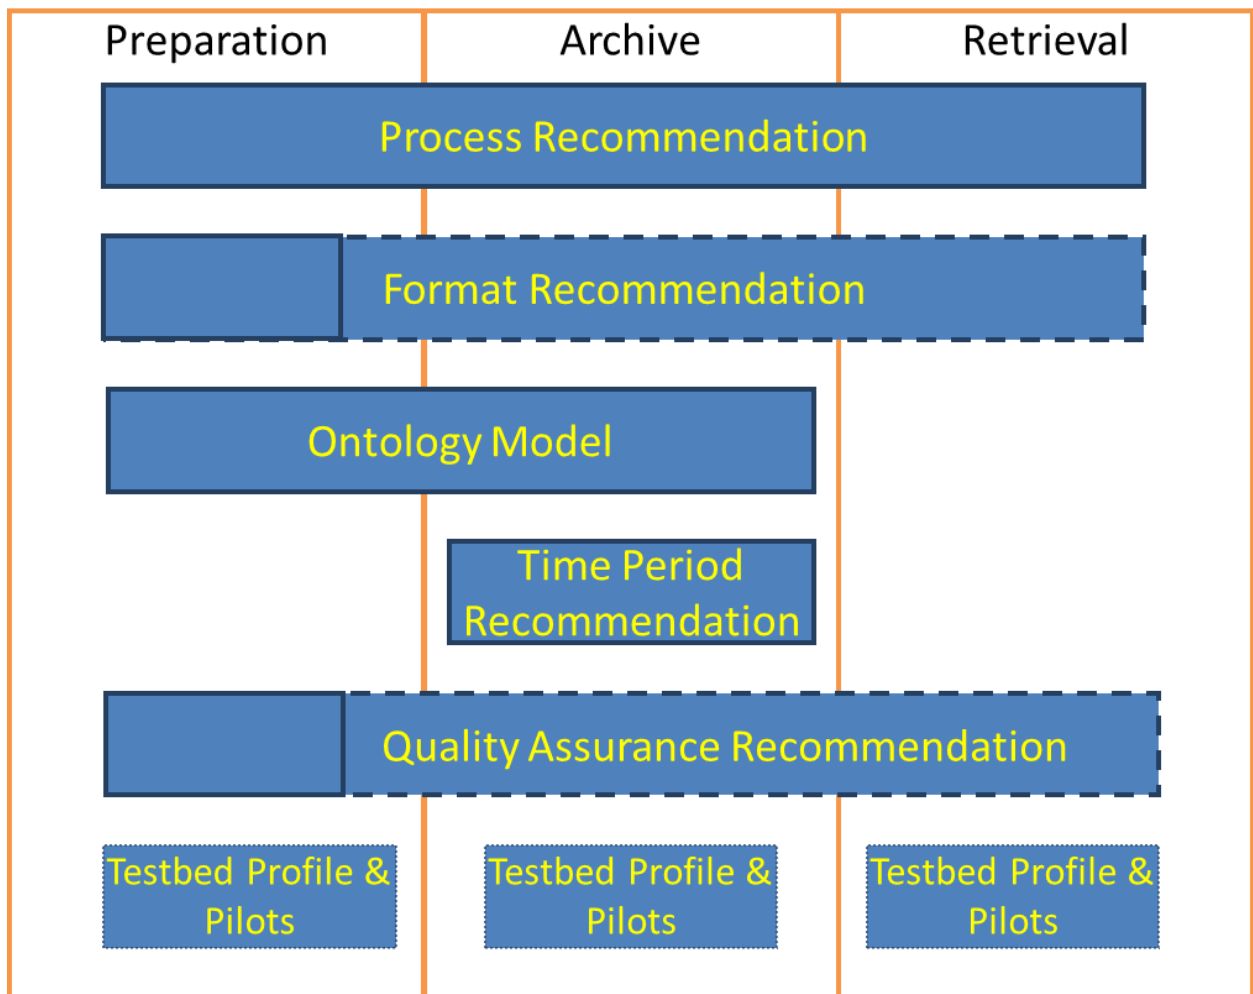 Preparation
Archive
Retrieval
Process Recommendation
Format Recommendation
Ontology Model
Time Period
Recommendation
Quality Assurance Recommendation
Testbed Profile &
Pilots
Testbed Profile &
Pilots
Testbed Profile &
Pilots